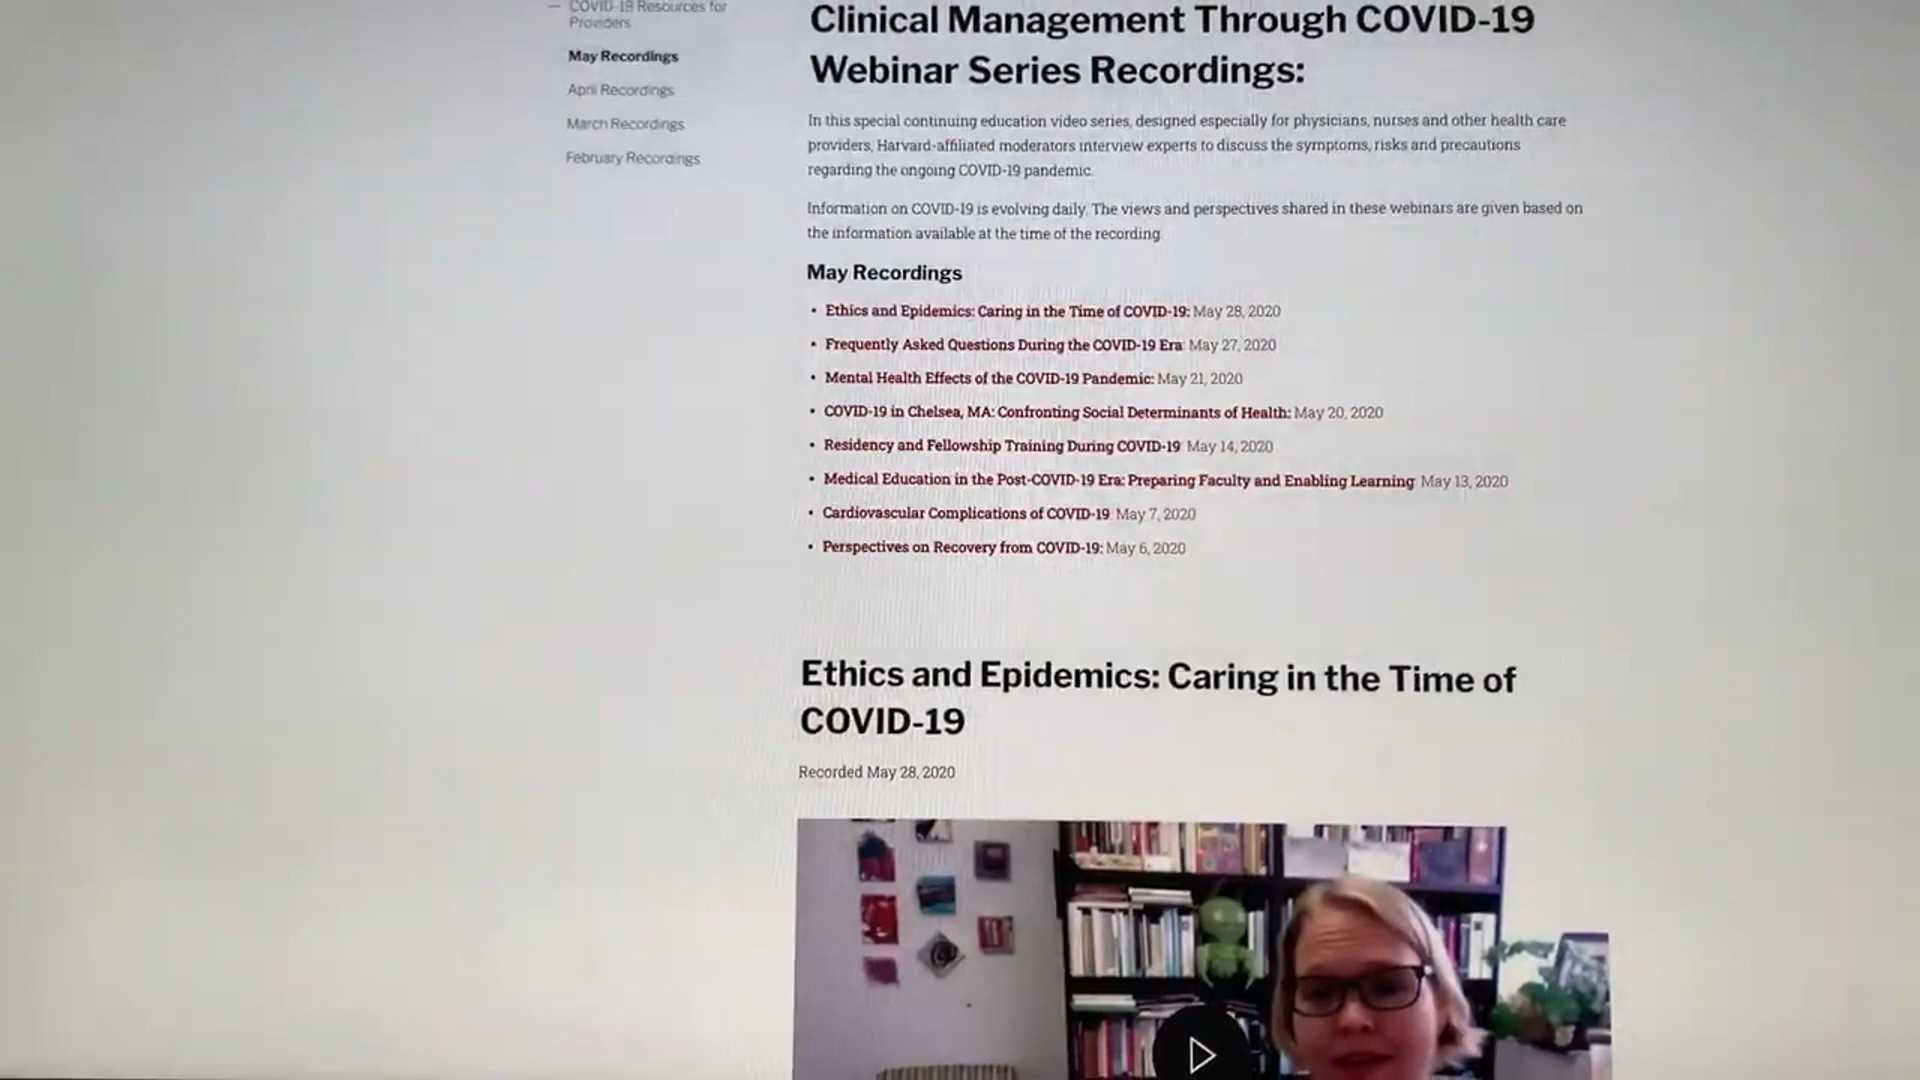 COVID-19 Resources for
Providers
May Recordings
April Recordings
March Recordings
February Recordings
Clinical Management Through COVID-19
Webinar Series Recordings:
In this special continuing education video series, designed especially for physicians, nurses and other health care
providers, Harvard-affiliated moderators interview experts to discuss the symptoms, risks and precautions
regarding the ongoing COVID-19 pandemic.
Information on COVID-19 is evolving daily. The views and perspectives shared in these webinars are given based on
the information available at the time of the recording.
May Recordings
• Ethics and Epidemics: Caring in the Time of COVID-19: May 28, 2020
• Frequently Asked Questions During the COVID-19 Era: May 27, 2020
• Mental Health Effects of the COVID-19 Pandemic: May 21, 2020
• COVID-19 in Chelsea, MA: Confronting Social Determinants of Health: May 20, 2020
• Residency and Fellowship Training During COVID-19: May 14, 2020
• Medical Education in the Post-COVID-19 Era: Preparing Faculty and Enabling Learning: May 13, 2020
• Cardiovascular Complications of COVID-19: May 7, 2020
• Perspectives on Recovery from COVID-19: May 6, 2020
Ethics and Epidemics: Caring in the Time of
COVID-19
Recorded May 28, 2020